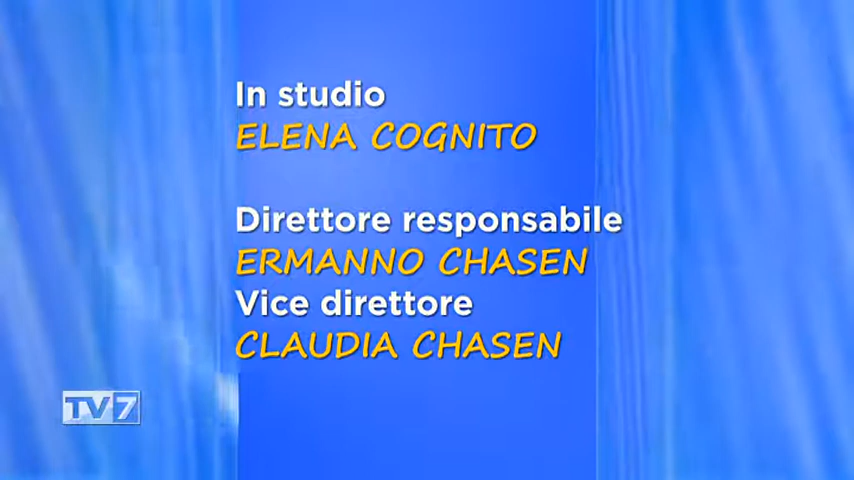 In studio
ELENA COGNITO
Direttore responsabile
ERMANNO CHASEN
Vice direttore
CLAUDIA CHASEN
TV7